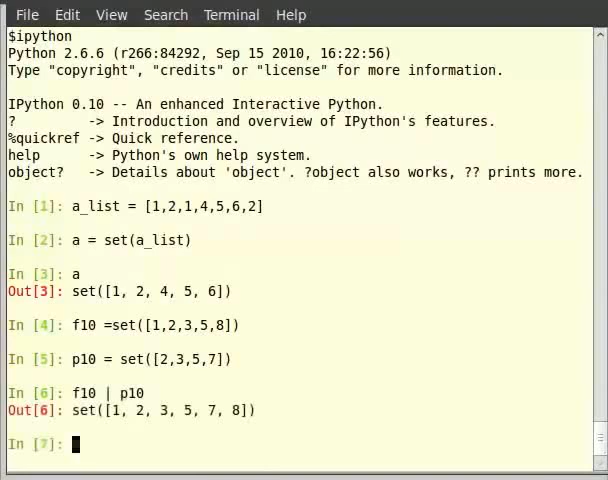 File Edit View Search Terminal Help
$ipython
Python 2.6.6 (r266:84292, Sep 15 2010, 16:22:56)
Type "copyright", "credits" or "license" for more information.
IPython 0.10 -- An enhanced Interactive Python.
?         -> Introduction and overview of IPython's features.
%quickref -> Quick reference.
help      -> Python's own help system.
object?   -> Details about 'object'. ?object also works, ?? prints more.
In [1]: a_list = [1,2,1,4,5,6,2]
In [2]: a = set(a_list)
In [3]: a
Out[3]: set([1, 2, 4, 5, 6])
In [4]: f10 =set([1,2,3,5,8])
In [5]: p10 = set([2,3,5,7])
In [6]: f10 | p10
Out[6]: set([1, 2, 3, 5, 7, 8])
In [7]: